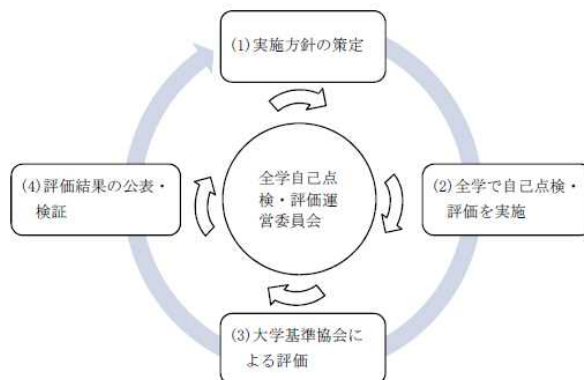 (1)実施方針の策定
(4)評価結果の公表・
検証
全学自己点
検・評価運
営委員会
(2)全学で自己点検・
評価を実施
(3)大学基準協会に
よる評価